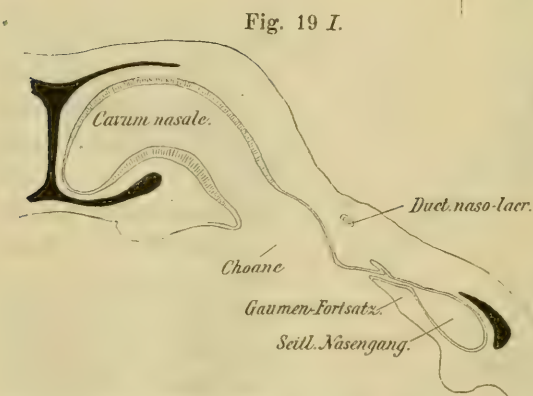 Fig. 19 I.
Cavum nasale.
Duct. naso-lacr.
Choane
Gaumen-Fortsatz.
Seitl. Nasengang.